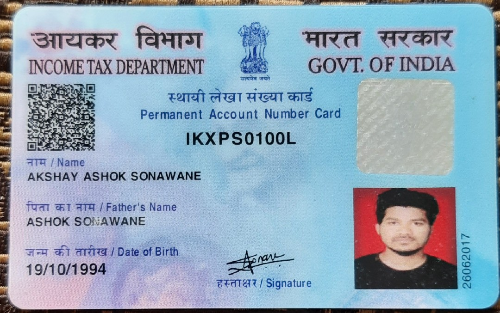 आयकर विभाग
INCOME TAX DEPARTMENT
सत्यमेव जयते
भारत सरकार
GOVT. OF INDIA
स्थायी लेखा संख्या कार्ड
Permanent Account Number Card
IKXPS0100L
नाम / Name
AKSHAY ASHOK SONAWANE
पिता का नाम / Father's Name
ASHOK SONAWANE
जन्म की तारीख / Date of Birth
19/10/1994
हस्ताक्षर / Signature
26062017